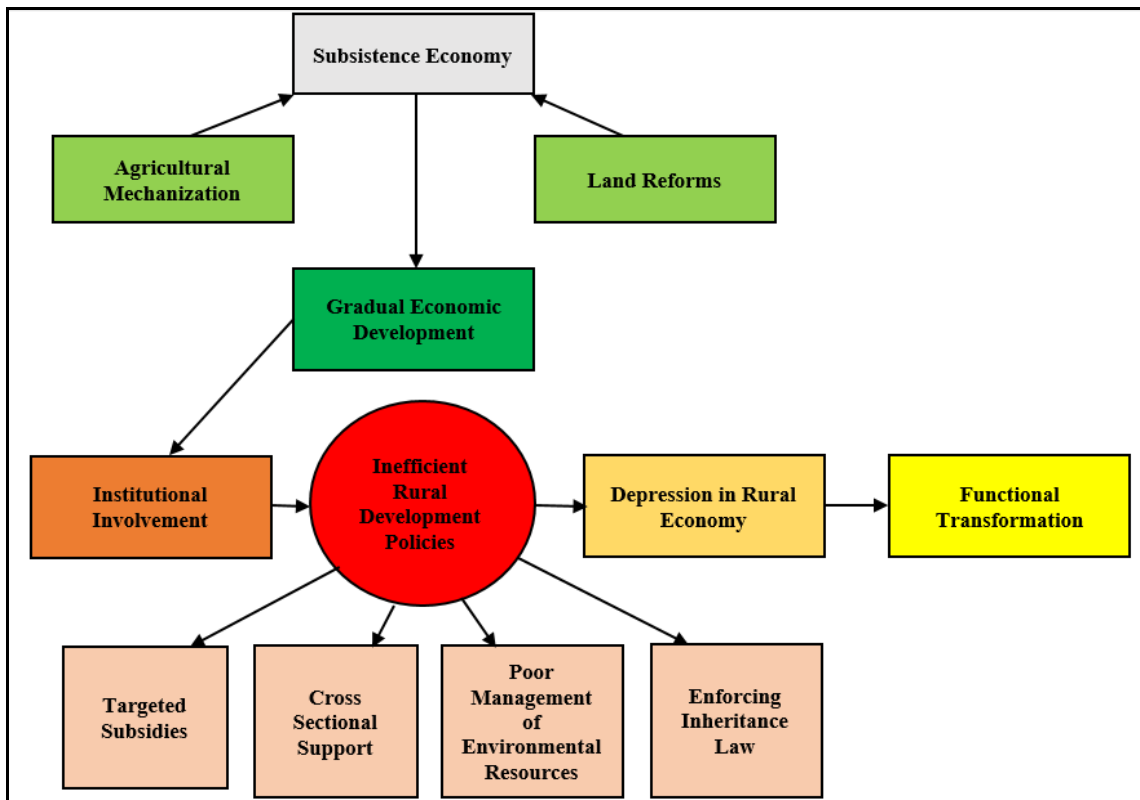 Subsistence Economy
Agricultural
Mechanization
Land Reforms
Gradual Economic
Development
Institutional
Involvement
Inefficient
Rural
Development
Policies
Depression in Rural
Economy
Functional
Transformation
Targeted
Subsidies
Cross
Sectional
Support
Poor
Management
of
Environmental
Resources
Enforcing
Inheritance
Law